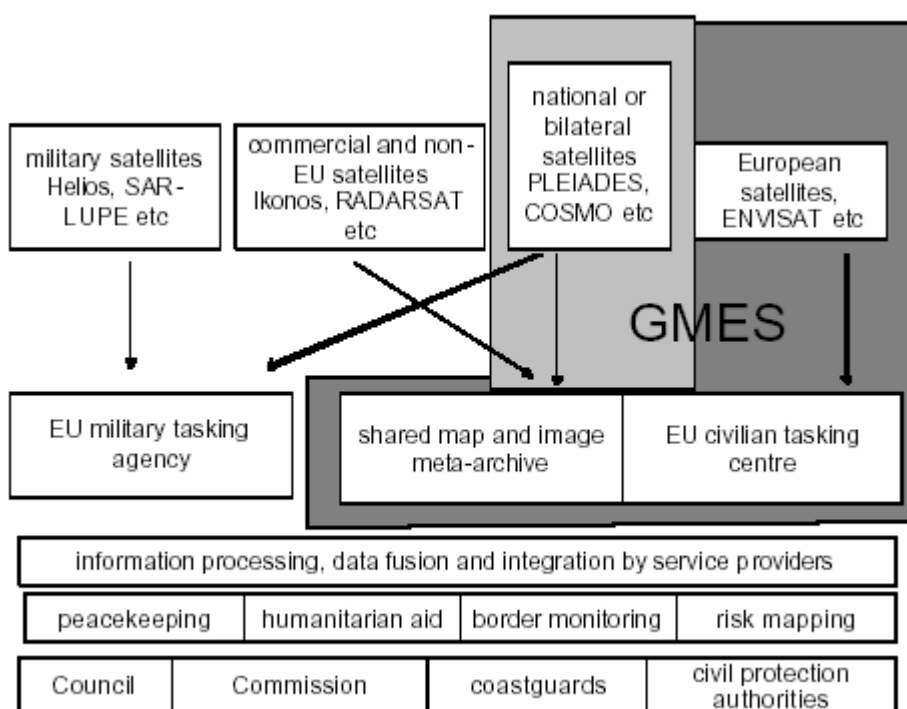 military satellites
Helios, SAR-
LUPE etc
commercial and non-
EU satellites
Ikonos, RADARSAT
etc
national or
bilateral
satellites
PLEIADES,
COSMO etc
European
satellites,
ENVISAT etc
GMES
EU military tasking
agency
shared map and image
meta-archive
EU civilian tasking
centre
information processing, data fusion and integration by service providers
peacekeeping
humanitarian aid
border monitoring
risk mapping
Council
Commission
coastguards
civil protection
authorities